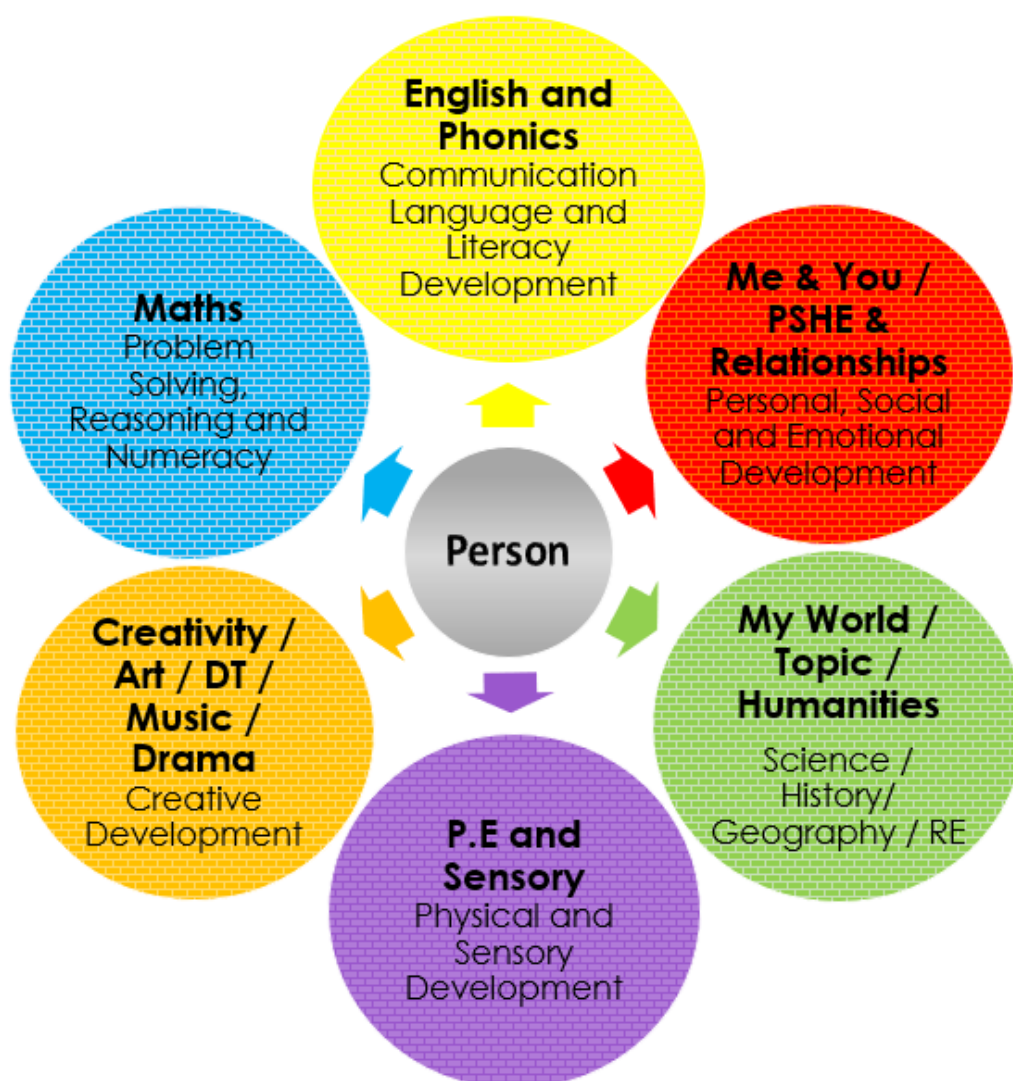 English and
Phonics
Communication
Language and
Literacy
Development
Me & You /
PSHE &
Relationships
Personal, Social
and Emotional
Development
My World /
Topic /
Humanities
Science /
History/
Geography / RE
P.E and
Sensory
Physical and
Sensory
Development
Creativity /
Art / DT /
Music /
Drama
Creative
Development
Maths
Problem
Solving,
Reasoning and
Numeracy
Person